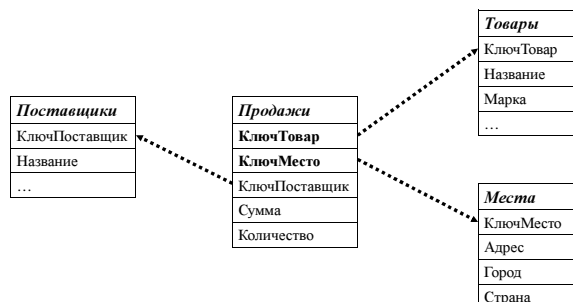 Товары
КлючТовар
Название
Марка
…
Поставщики
КлючПоставщик
Название
…
Продажи
КлючТовар
КлючМесто
КлючПоставщик
Сумма
Количество
Места
КлючМесто
Адрес
Город
Страна